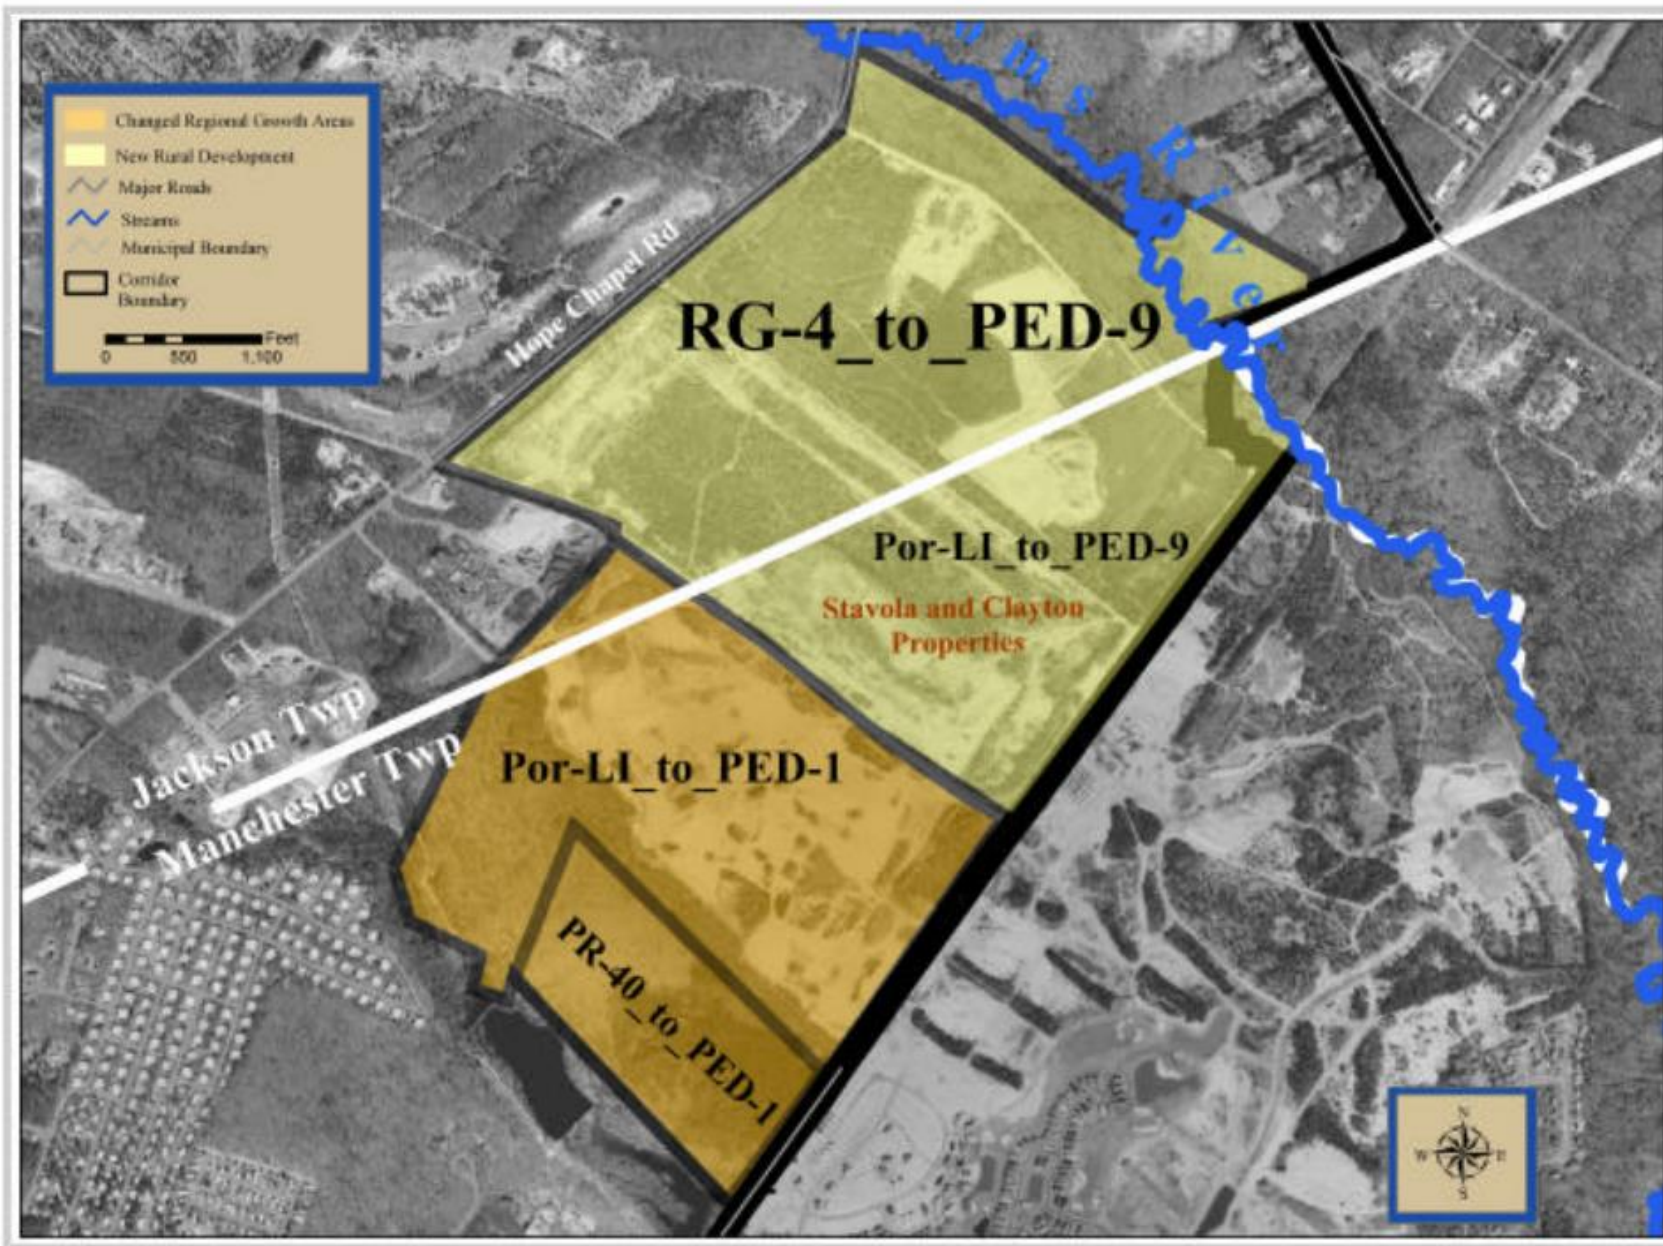 oms River
Changed Regional Growth Areas
New Rural Development
Major Roads
Streams
Municipal Boundary
Corridor
Boundary
Feet
0 550 1,100
Hope Chapel Rd
RG-4_to_PED-9
Por-LI_to_PED-9
Stavola and Clayton
Properties
Jackson Twp
Manchester Twp
Por-LI_to_PED-1
PR-40_to_PED-1
N
W E
S